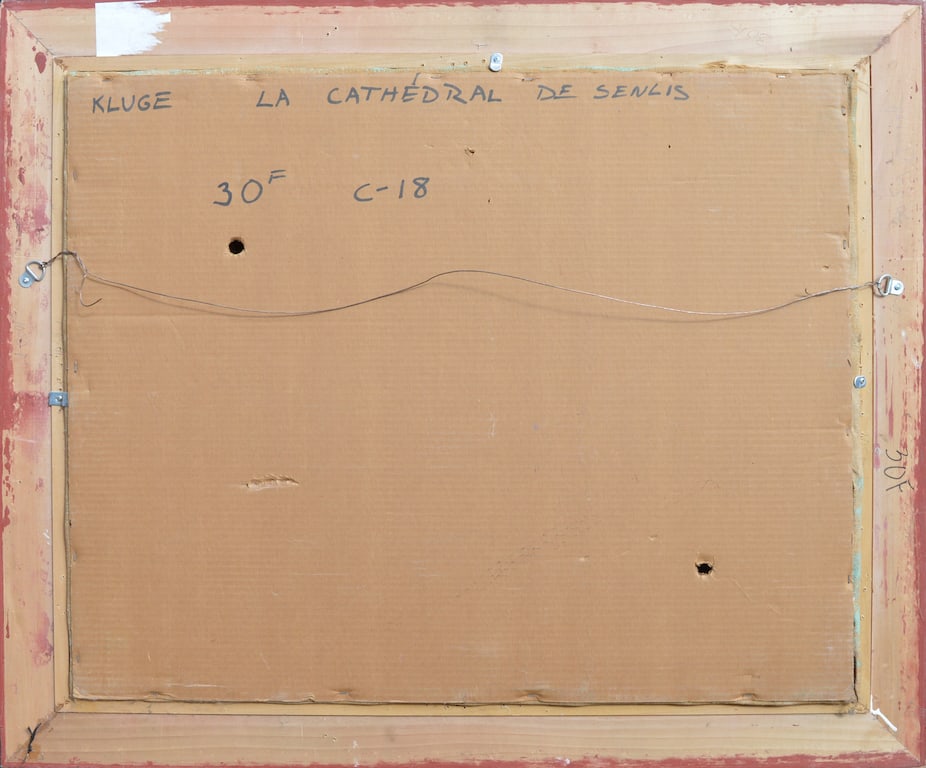 KLUGE LA CATHÉDRAL DE SENLIS
30F C-18
30F